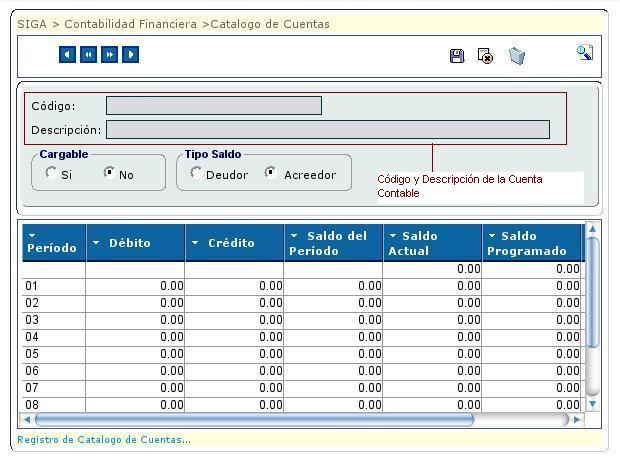 SIGA > Contabilidad Financiera >Catalogo de Cuentas
Código:
Descripción:
Cargable
Tipo Saldo
Si No
Deudor Acreedor
Código y Descripción de la Cuenta
Contable
Período Débito Crédito Saldo del Período Saldo Actual Saldo Programado
0.00 0.00
01 0.00 0.00 0.00 0.00 0.00
02 0.00 0.00 0.00 0.00 0.00
03 0.00 0.00 0.00 0.00 0.00
04 0.00 0.00 0.00 0.00 0.00
05 0.00 0.00 0.00 0.00 0.00
06 0.00 0.00 0.00 0.00 0.00
07 0.00 0.00 0.00 0.00 0.00
08 0.00 0.00 0.00 0.00 0.00
Registro de Catalogo de Cuentas...